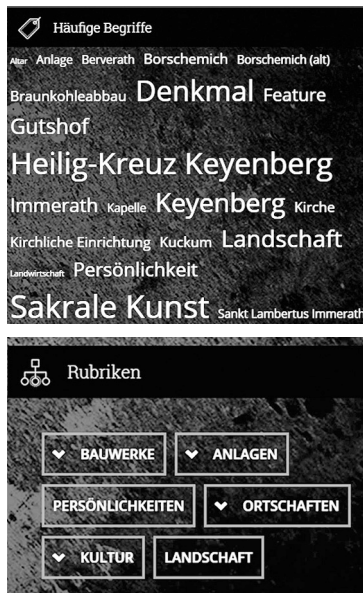 Häufige Begriffe
Altar Anlage Berverath Borschemich Borschemich (alt)
Braunkohleabbau Denkmal Feature
Gutshof
Heilig-Kreuz Keyenberg
Immerath Kapelle Keyenberg Kirche
Kirchliche Einrichtung Kuckum Landschaft
Landwirtschaft Persönlichkeit
Sakrale Kunst Sankt Lambertus Immerath
Rubriken
BAUWERKE ANLAGEN
PERSÖNLICHKEITEN ORTSCHAFTEN
KULTUR LANDSCHAFT